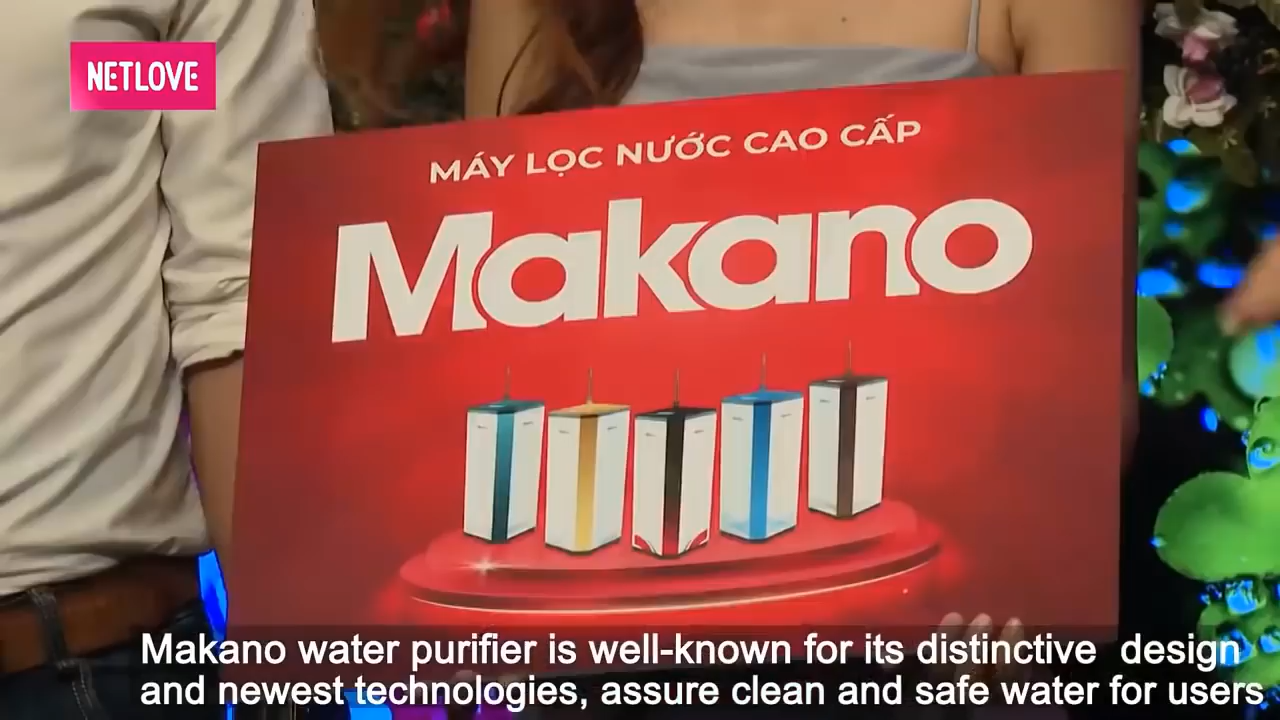 NETLOVE
MÁY LỌC NƯỚC CAO CẤP
Makano
Makano water purifier is well-known for its distinctive design
and newest technologies, assure clean and safe water for users